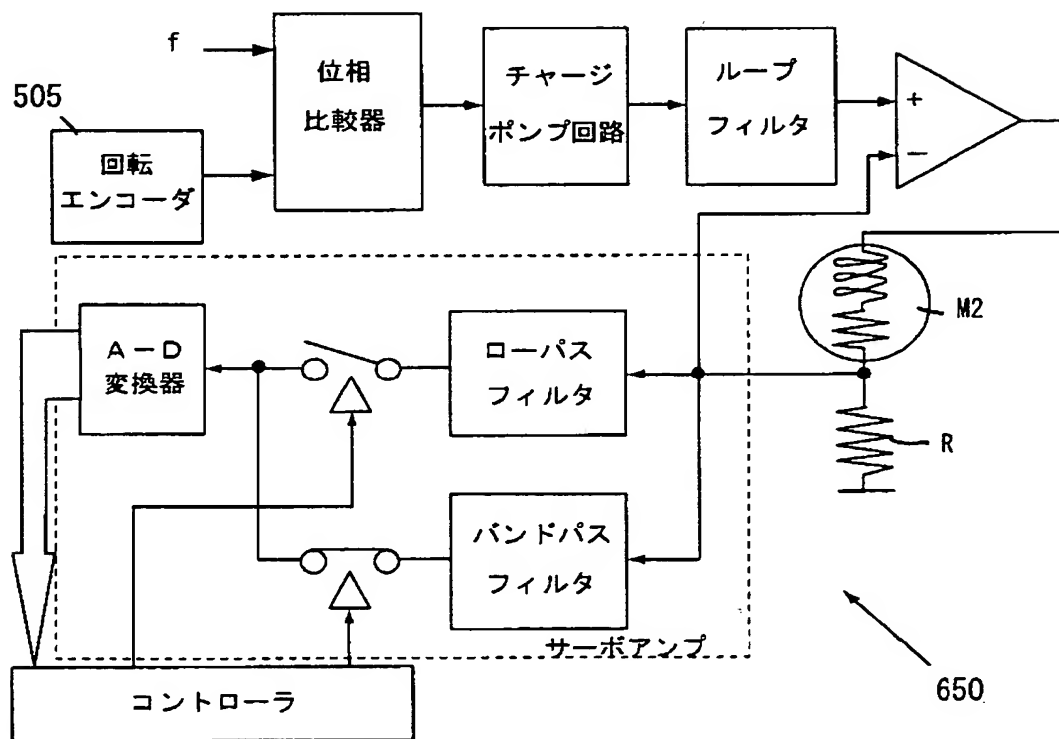 f
位相
比較器
チャージ
ポンプ回路
ループ
フィルタ
+
−
505
回転
エンコーダ
M2
A－D
変換器
ローパス
フィルタ
R
バンドパス
フィルタ
サーボアンプ
コントローラ
650